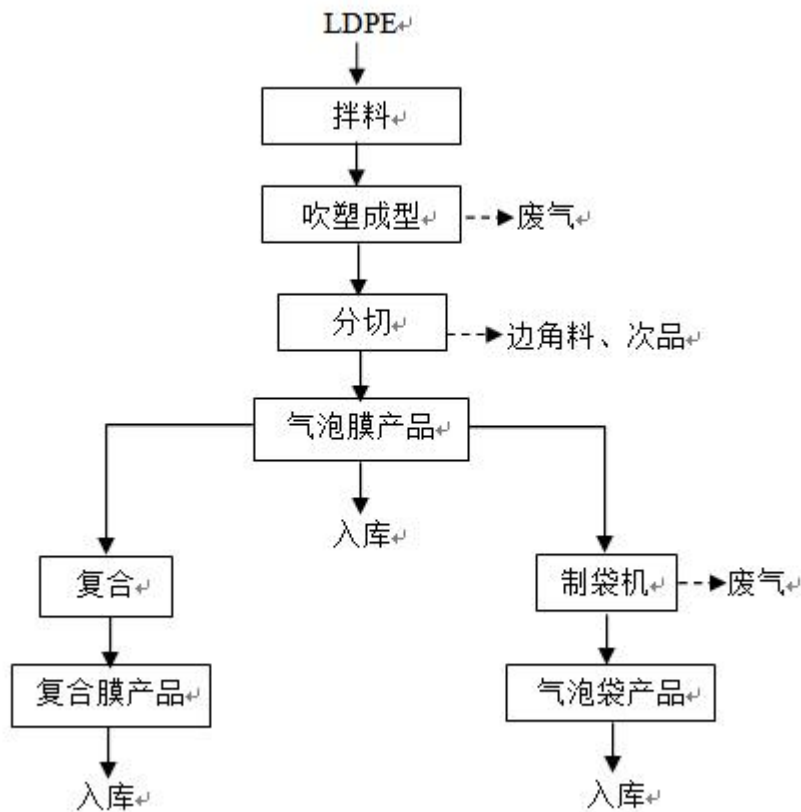 LDPE
拌料
吹塑成型
废气
分切
边角料、次品
气泡膜产品
入库
复合
制袋机
废气
复合膜产品
气泡袋产品
入库
入库